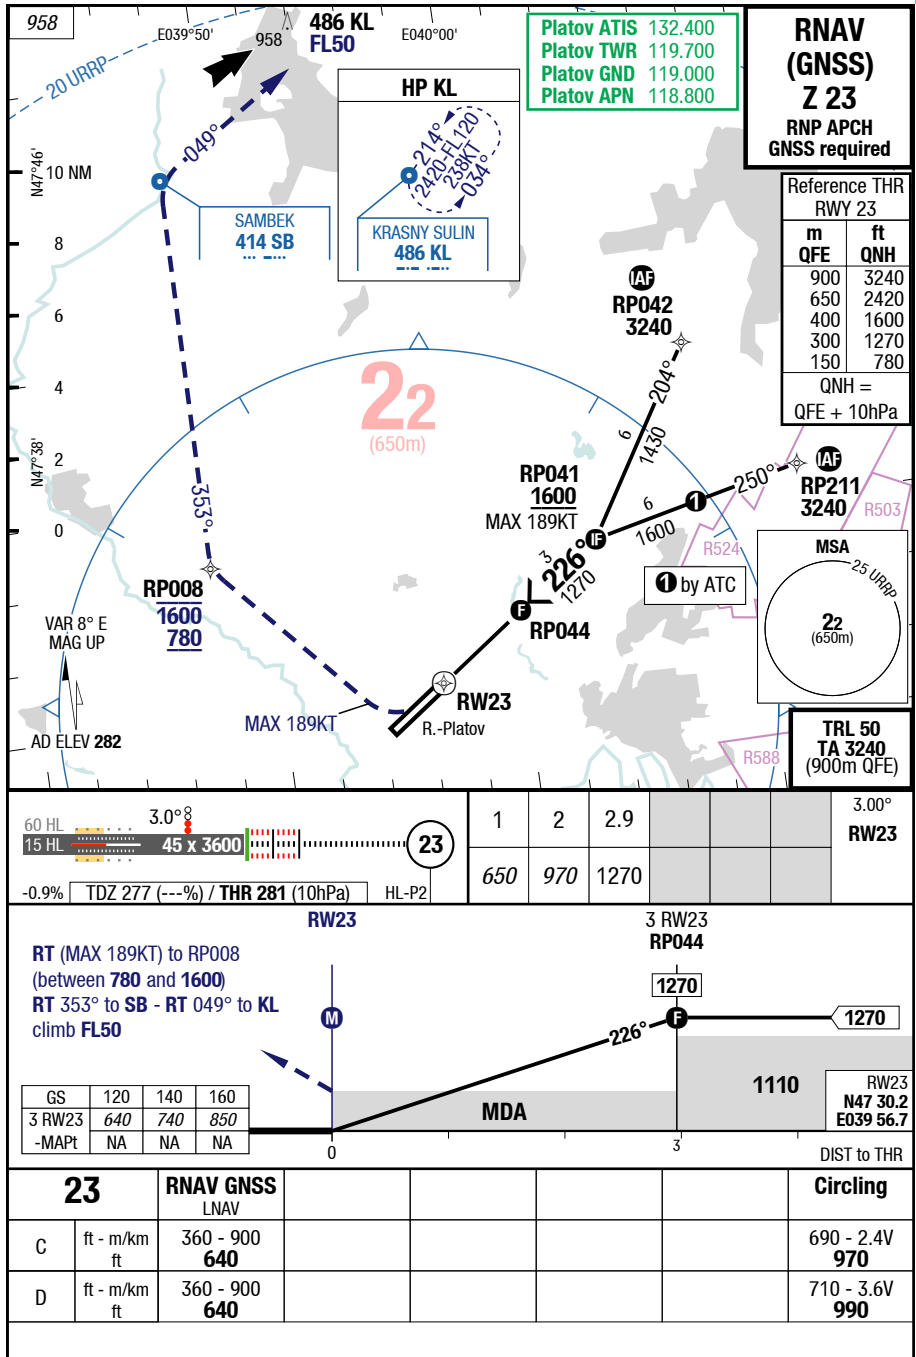 958
E039°50'
958
486 KL
FL50
E040°00'
Platov ATIS 132.400
Platov TWR 119.700
Platov GND 119.000
Platov APN 118.800
RNAV
(GNSS)
Z 23
RNP APCH
GNSS required
20 URRP
049°
HP KL
214°
2420-FL120
238KT
034°
KRASNY SULIN
486 KL
N47°46'
10 NM
SAMBEK
414 SB
8
6
4
2
0
N47°38'
Reference THR
RWY 23
m ft
QFE QNH
900 3240
650 2420
400 1600
300 1270
150 780
QNH =
QFE + 10hPa
IAF
RP042
3240
204°
6
1430
22
(650m)
RP041
1600
MAX 189KT
IAF
RP211
3240
250°
1
6
1600
IF
R503
R524
353°
3
226°
1270
1 by ATC
MSA
25 URRP
22
(650m)
RP008
1600
780
F
RP044
VAR 8° E
MAG UP
AD ELEV 282
MAX 189KT
RW23
R.-Platov
R588
TRL 50
TA 3240
(900m QFE)
60 HL
15 HL
3.0°
45 x 3600
23
-0.9%
TDZ 277 (---%) / THR 281 (10hPa)
HL-P2
1 2 2.9
650 970 1270
3.00°
RW23
RW23
3 RW23
RP044
RT (MAX 189KT) to RP008
(between 780 and 1600)
RT 353° to SB - RT 049° to KL
climb FL50
M
1270
F
226°
1270
GS 120 140 160
3 RW23 640 740 850
-MAPt NA NA NA
MDA
1110
RW23
N47 30.2
E039 56.7
0
3
DIST to THR
23 RNAV GNSS Circling
LNAV
C ft - m/km 360 - 900 690 - 2.4V
ft 640 970
D ft - m/km 360 - 900 710 - 3.6V
ft 640 990